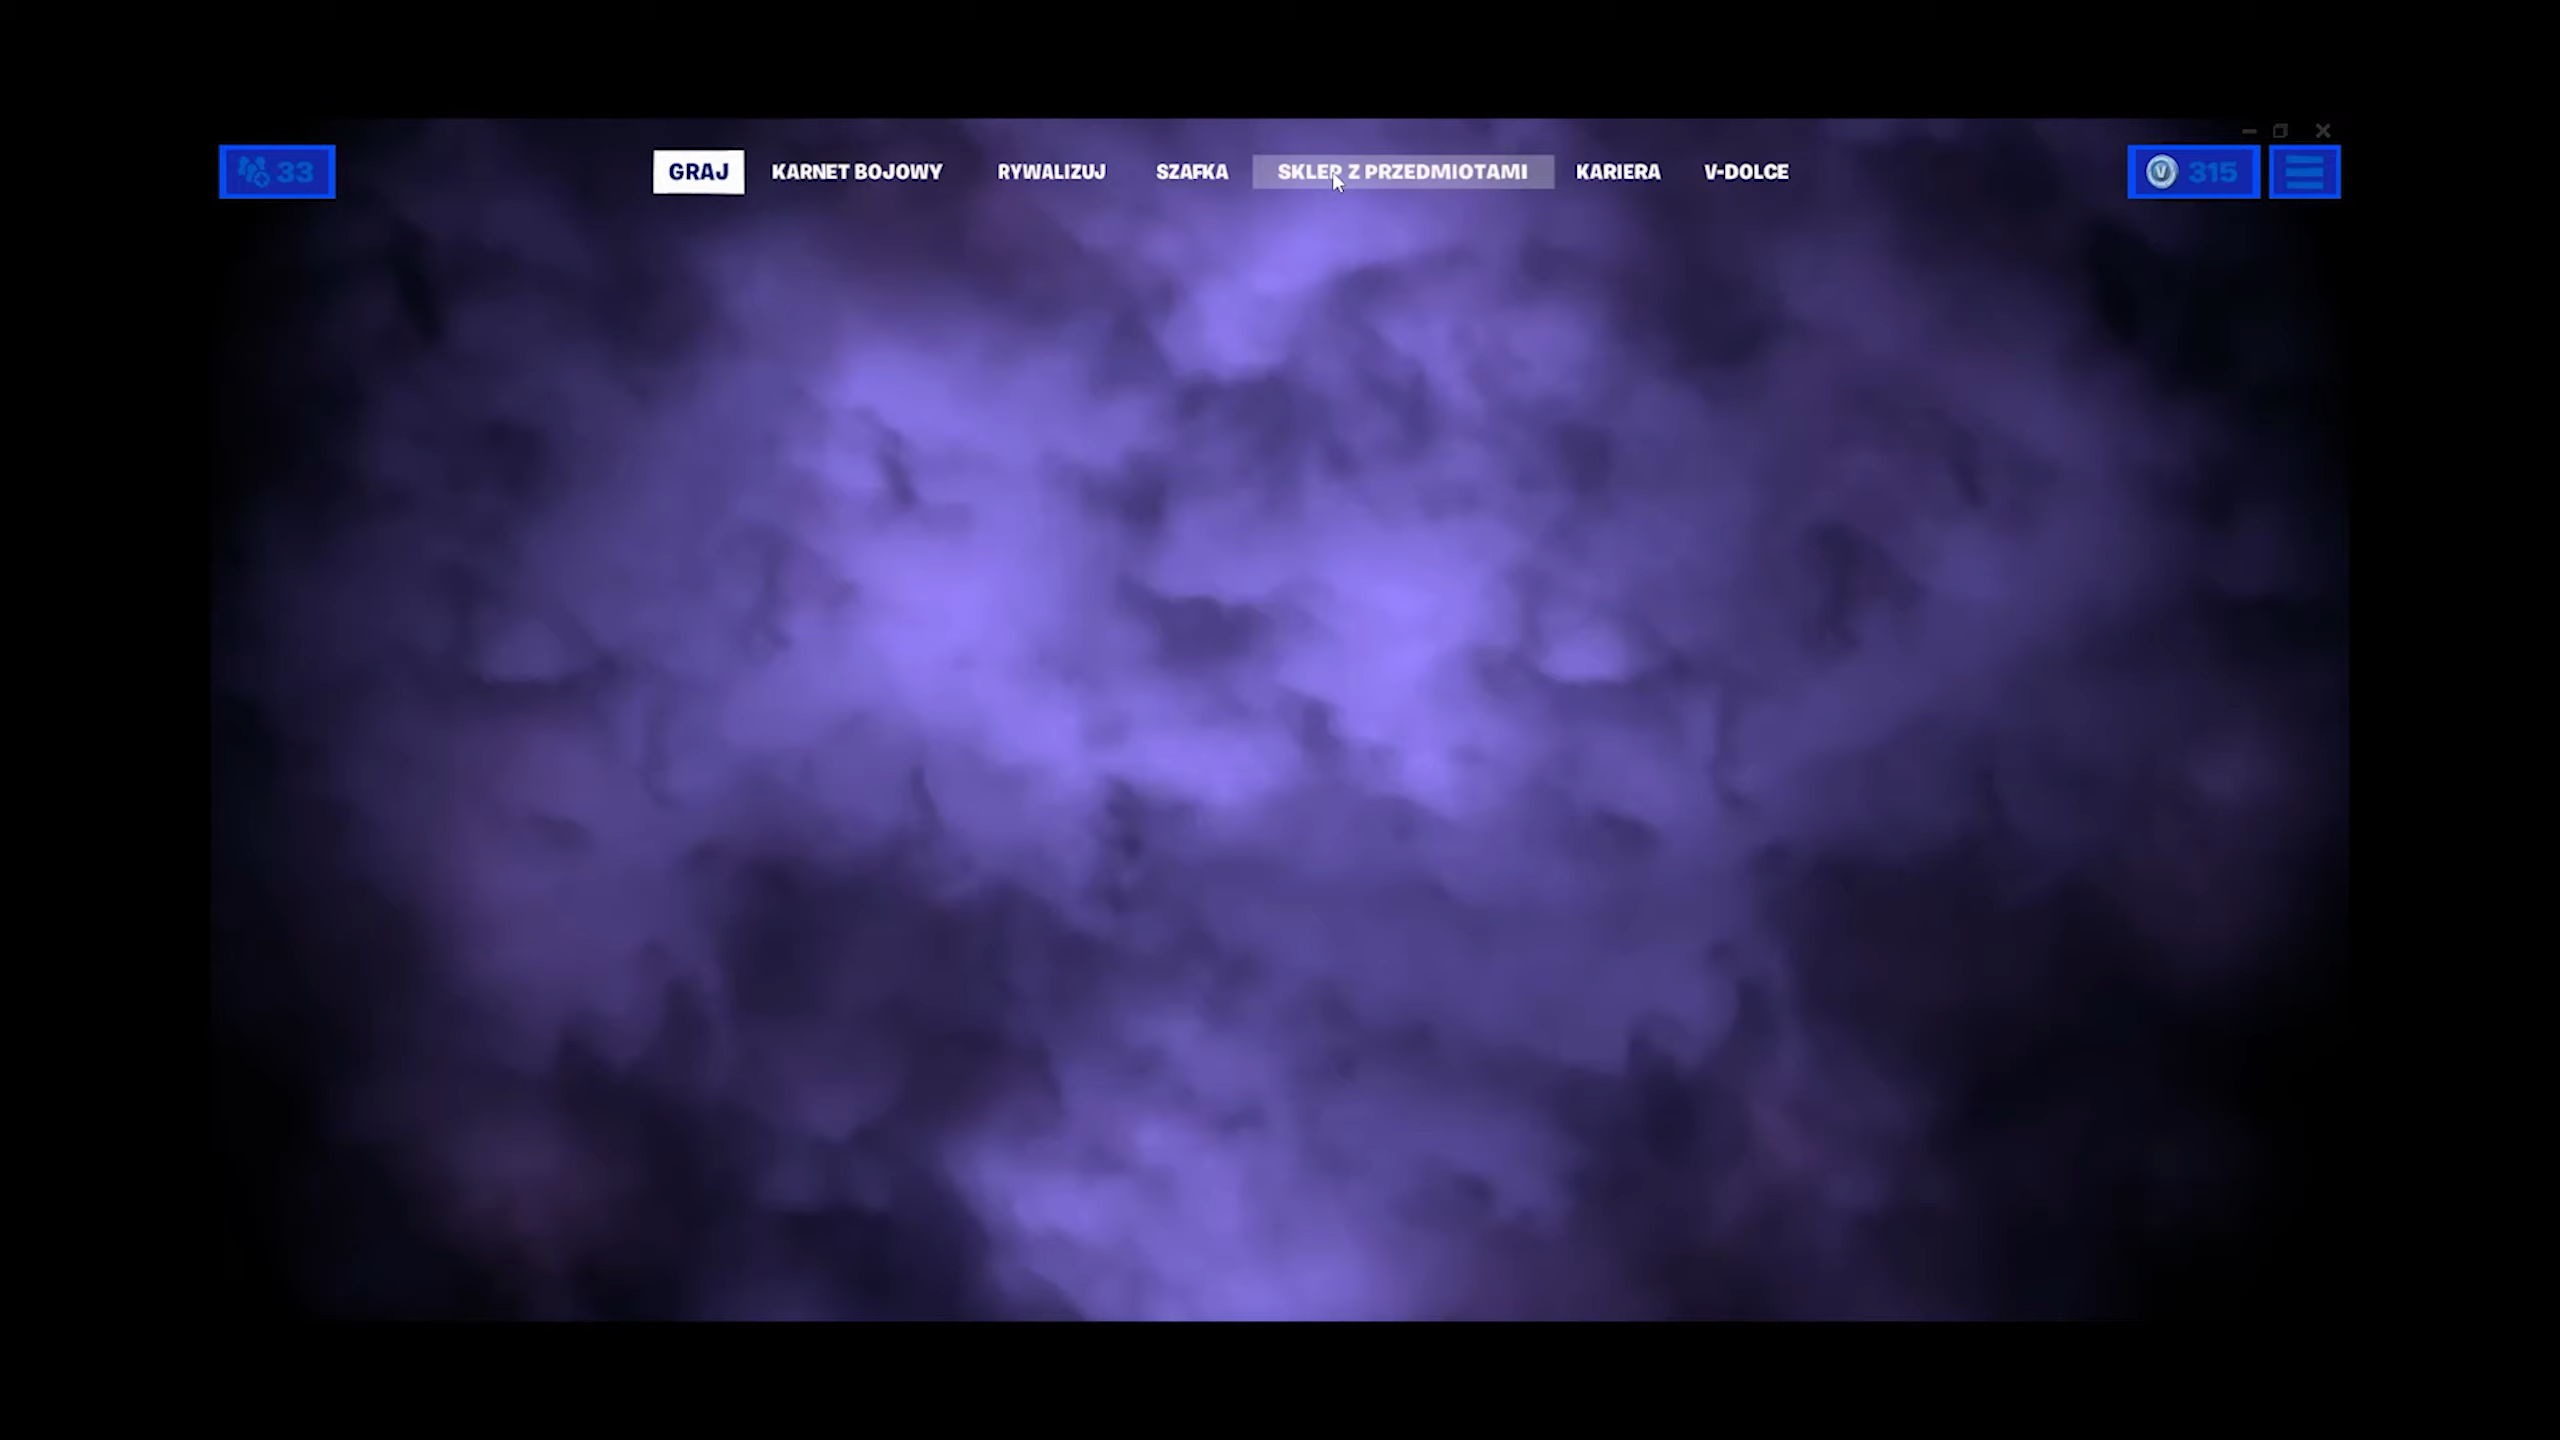 33
GRAJ KARNET BOJOWY RYWALIZUJ SZAFKA SKLEP Z PRZEDMIOTAMI KARIERA V-DOLCE
V 315